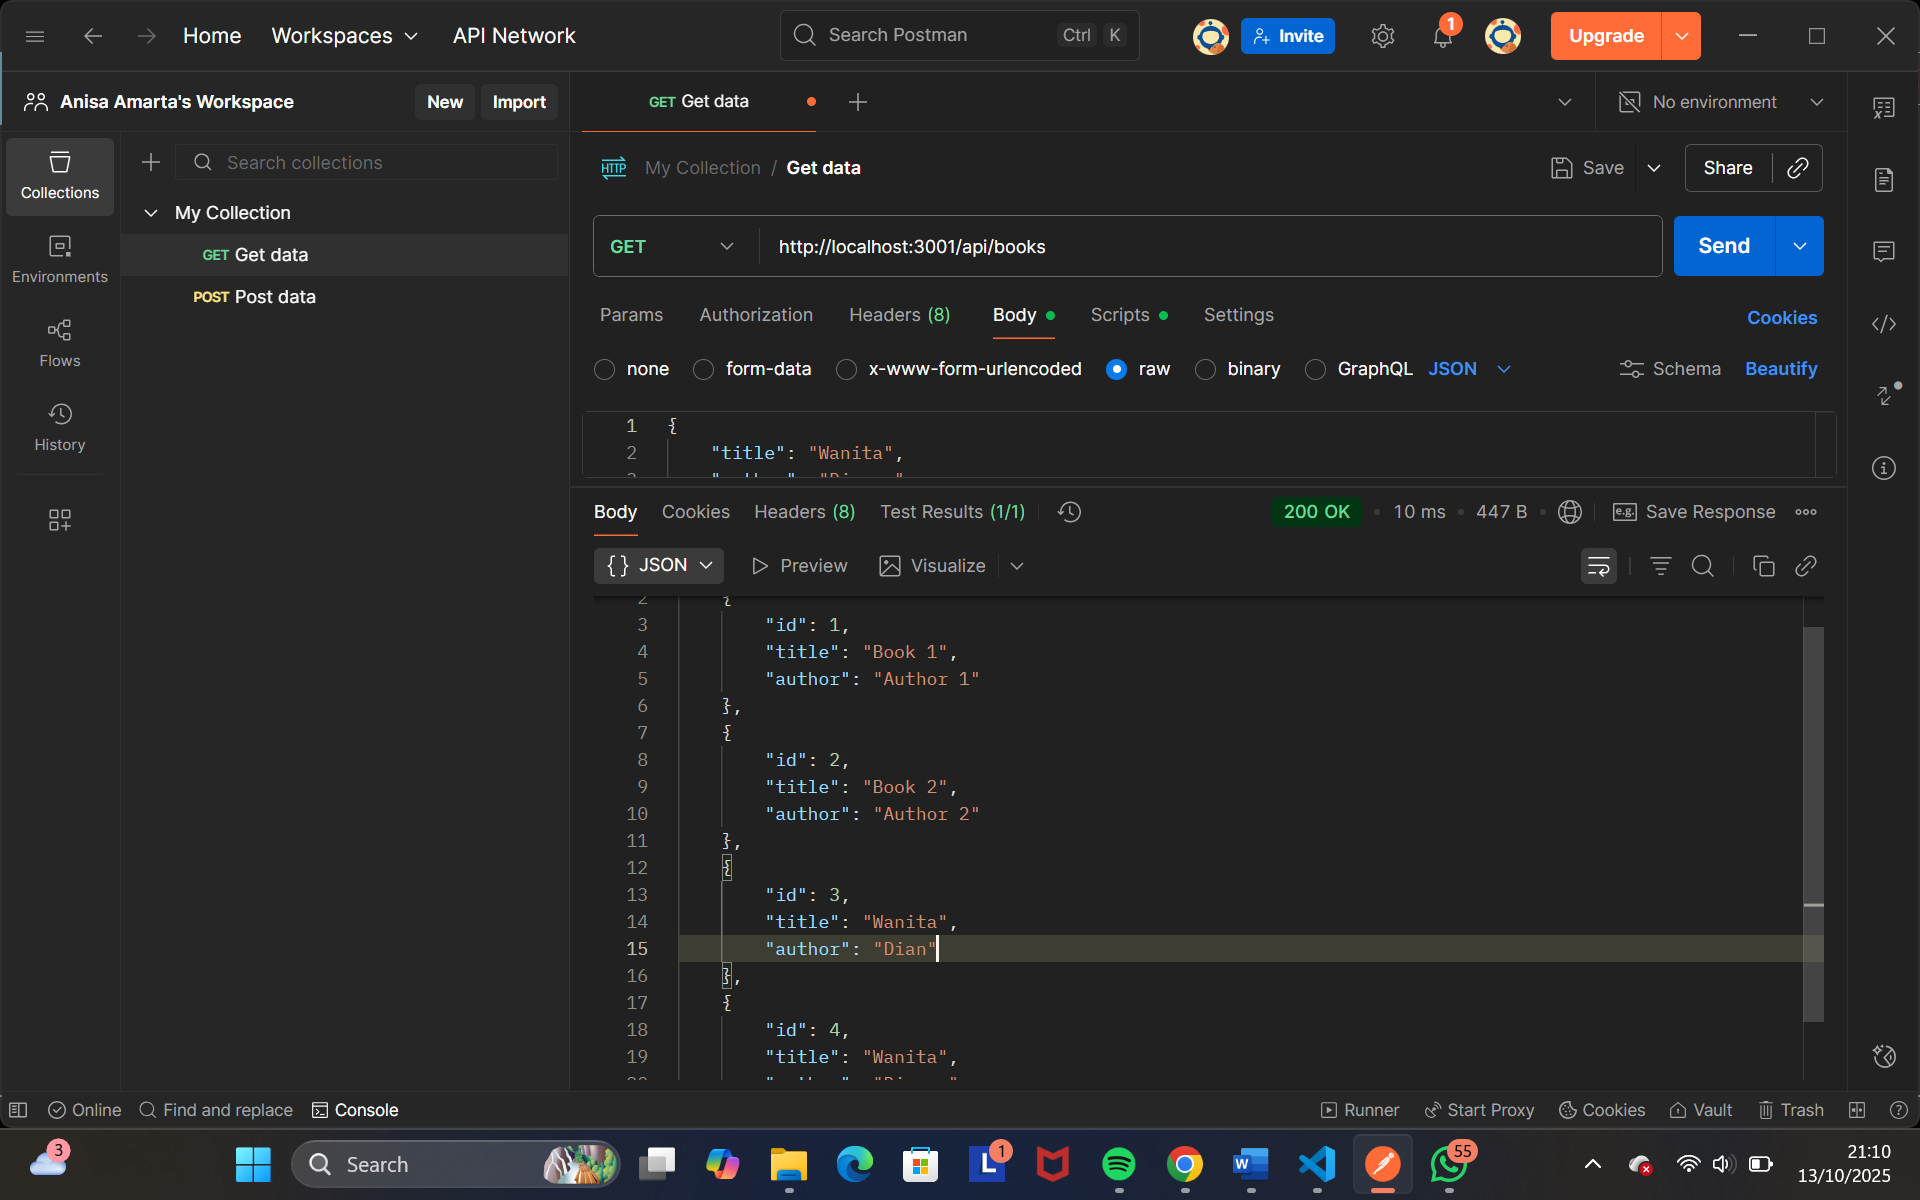 Home
Workspaces
API Network
Search Postman
Ctrl
K
Invite
1
Upgrade
Anisa Amarta's Workspace
New
Import
GET Get data
No environment
Collections
Search collections
HTTP
My Collection / Get data
Save
Share
My Collection
GET Get data
POST Post data
Environments
Flows
History
GET
http://localhost:3001/api/books
Send
Params
Authorization
Headers (8)
Body
Scripts
Settings
Cookies
none
form-data
x-www-form-urlencoded
raw
binary
GraphQL
JSON
Schema
Beautify
1 {
2 "title": "Wanita",
Body
Cookies
Headers (8)
Test Results (1/1)
200 OK
10 ms
447 B
e.g.
Save Response
{ } JSON
Preview
Visualize
2 {
3 "id": 1,
4 "title": "Book 1",
5 "author": "Author 1"
6 },
7 {
8 "id": 2,
9 "title": "Book 2",
10 "author": "Author 2"
11 },
12 {
13 "id": 3,
14 "title": "Wanita",
15 "author": "Dian"
16 },
17 {
18 "id": 4,
19 "title": "Wanita",
Online
Find and replace
Console
Runner
Start Proxy
Cookies
Vault
Trash
3
Search
L
1
W
55
21:10
13/10/2025